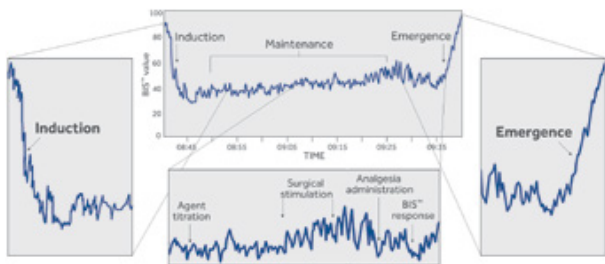 100
80
60
40
20
0
BIS™ value
Induction
Maintenance
Emergence
08:45
08:55
09:05
09:15
09:25
09:35
TIME
Induction
Emergence
Agent
titration
Surgical
stimulation
Analgesia
administration
BIS™
response